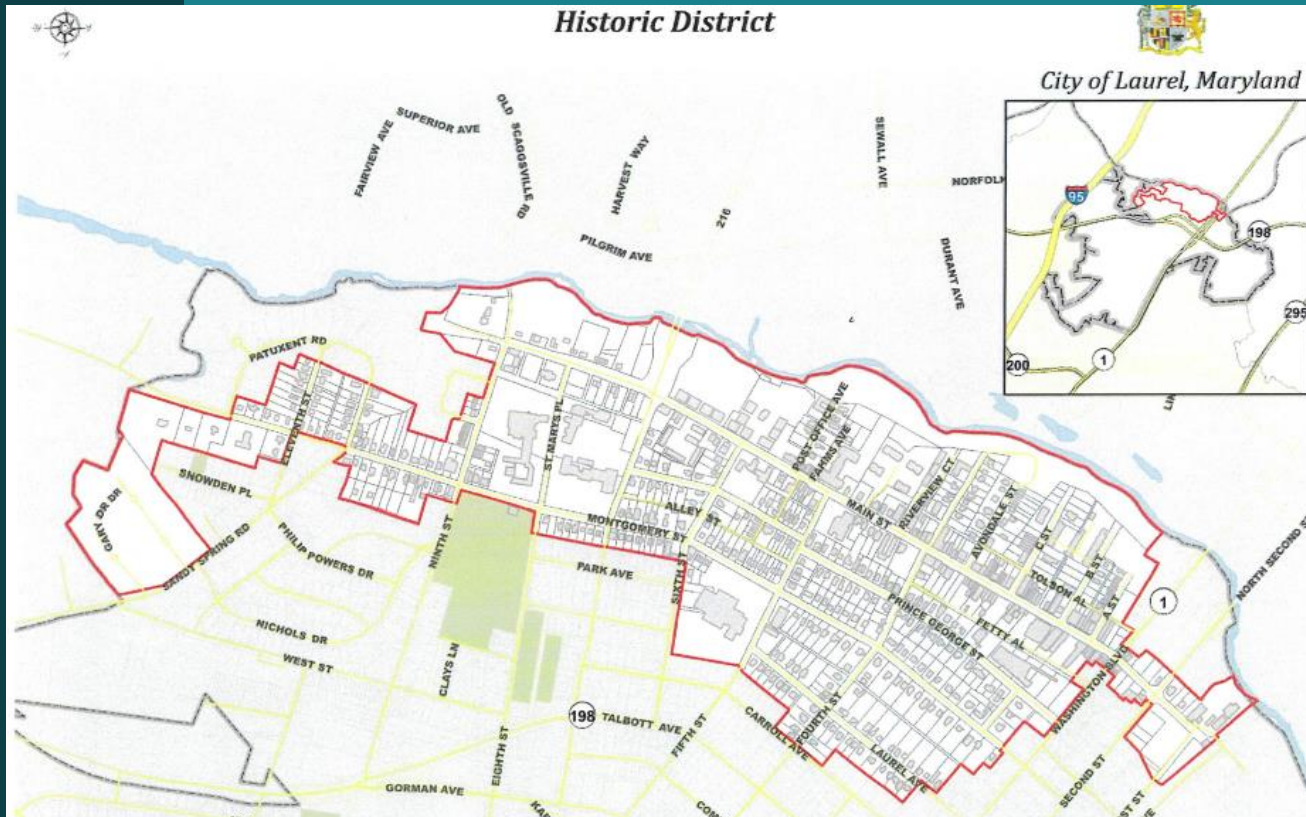 Historic District
City of Laurel, Maryland
SUPERIOR AVE
FAIRVIEW AVE
OLD SCAGGSVILLE RD
HARVEST WAY
216
PILGRIM AVE
SEWALL AVE
DURANT AVE
95
198
295
200
1
PATUXENT RD
ELEVENTH ST
SNOWDEN PL
GARY DR DR
SANDY SPRING RD
PHILIP POWERS DR
NICHOLS DR
WEST ST
NINTH ST
CLAYS LN
ST MARYS PL
MONTGOMERY ST
ALLEY ST
PARK AVE
SIXTH ST
POST OFFICE AVE
FAHMS AVE
MAIN ST
RIVERVIEW CT
AVONDALE ST
C ST
TOLSON AL
B ST
A ST
PRINCE GEORGE ST
FETTY AL
1
WASHINGTON BLVD
198
TALBOTT AVE
EIGHTH ST
GORMAN AVE
FIFTH ST
CARROLL AVE
FOURTH ST
LAUREL AVE
SECOND ST